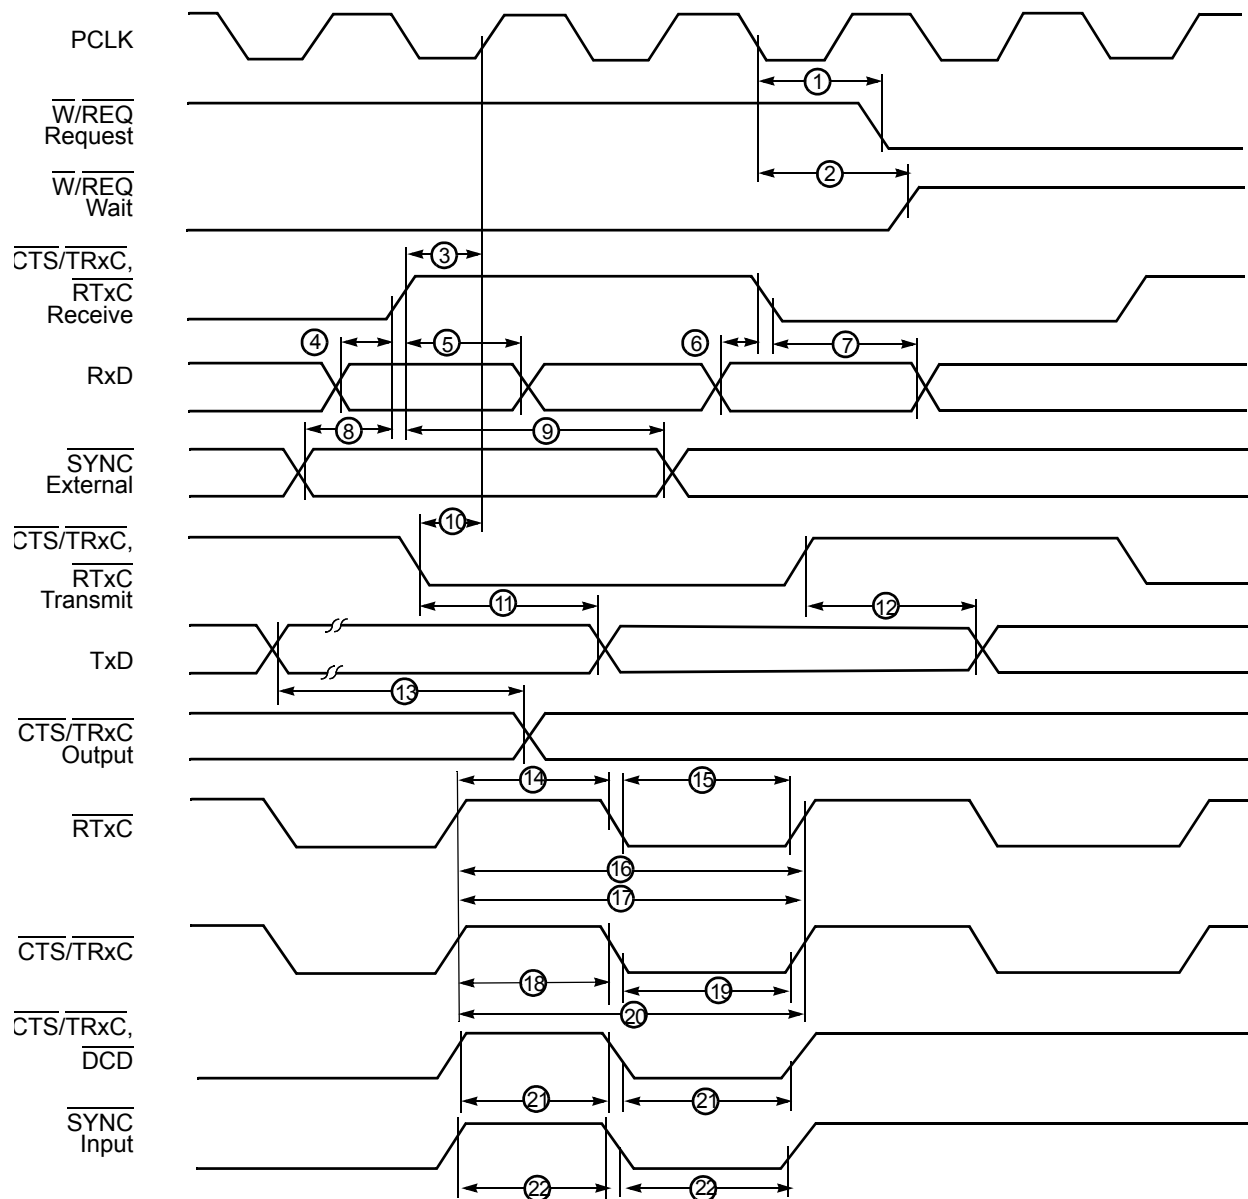 PCLK
1
W/REQ
Request
2
W/REQ
Wait
3
CTS/TRxC,
RTxC
Receive
4
5
6
7
RxD
8
9
SYNC
External
10
CTS/TRxC,
RTxC
Transmit
11
12
TxD
13
CTS/TRxC
Output
14
15
RTxC
16
17
CTS/TRxC
18
19
20
CTS/TRxC,
DCD
21
21
SYNC
Input
22
22